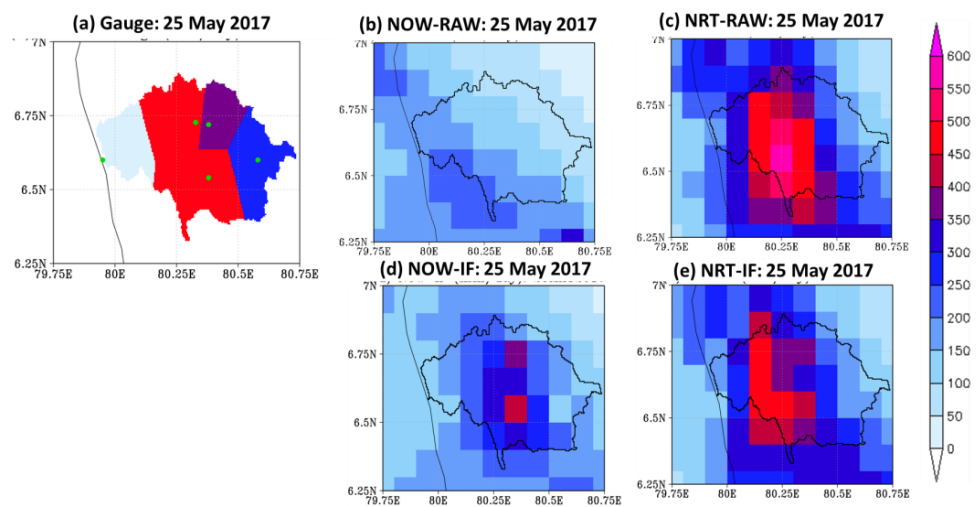 (a) Gauge: 25 May 2017
(b) NOW-RAW: 25 May 2017
(c) NRT-RAW: 25 May 2017
7N
6.75N
6.5N
6.25N
79.75E
80E
80.25E
80.5E
80.75E
7N
6.75N
6.5N
6.25N
79.75E
80E
80.25E
80.5E
80.75E
7N
6.75N
6.5N
6.25N
79.75E
80E
80.25E
80.5E
80.75E
600
550
500
450
400
350
300
250
200
150
100
50
0
(d) NOW-IF: 25 May 2017
(e) NRT-IF: 25 May 2017
7N
6.75N
6.5N
6.25N
79.75E
80E
80.25E
80.5E
80.75E
7N
6.75N
6.5N
6.25N
79.75E
80E
80.25E
80.5E
80.75E